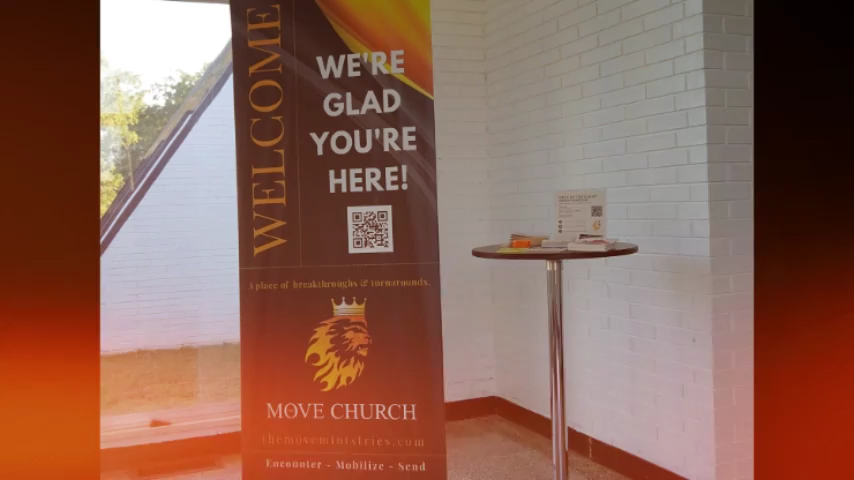 WELCOME
WE'RE
GLAD
YOU'RE
HERE!
A place of breakthroughs & turnarounds.
MOVE CHURCH
themoveministries.com
Encounter - Mobilize - Send